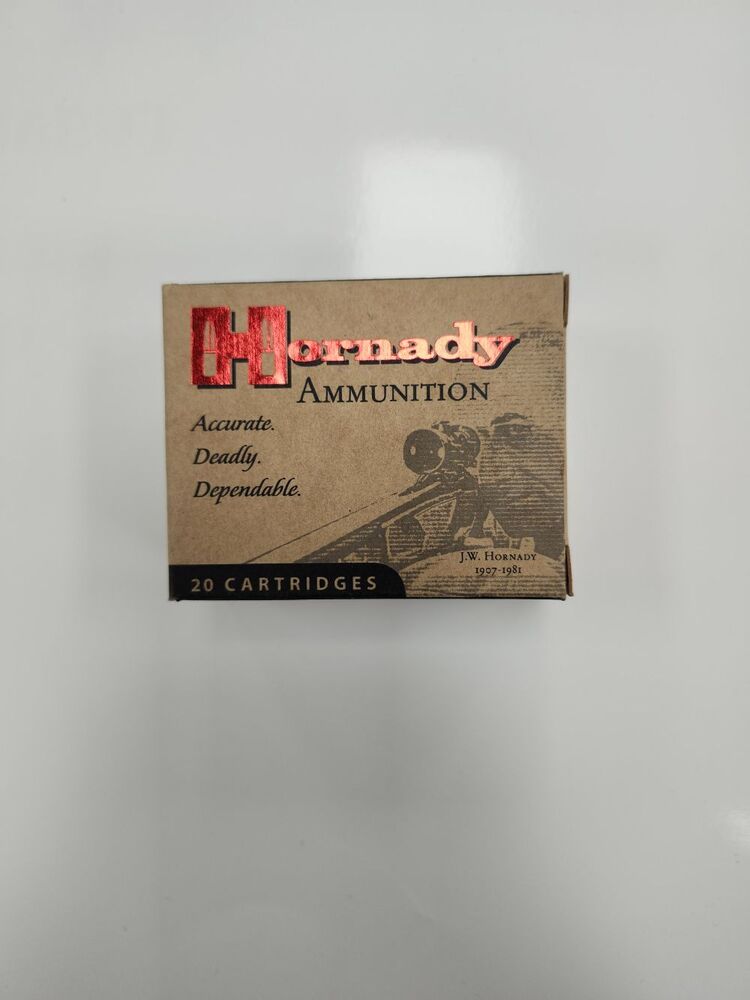 Hornady
AMMUNITION
Accurate.
Deadly.
Dependable.
J.W. HORNADY
1907-1981
20 CARTRIDGES